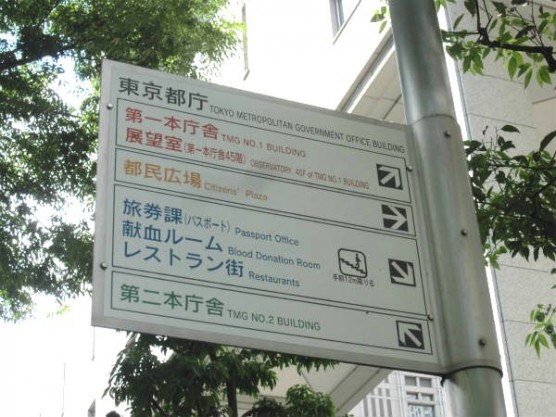 東京都庁 TOKYO METROPOLITAN GOVERNMENT OFFICE BUILDING
第一本庁舎 TMG NO.1 BUILDING
展望室(第一本庁舎45階) OBSERVATORY, 45F of TMG NO.1 BUILDING
都民広場 Citizens' Plaza
旅券課(パスポート) Passport Office
献血ルーム Blood Donation Room
レストラン街 Restaurants
第二本庁舎 TMG NO.2 BUILDING